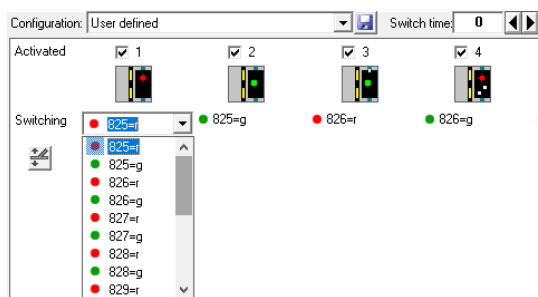 Configuration: User defined Switch time: 0
Activated 1 2 3 4
Switching 825=r 825=g 826=r 826=g
825=r
825=g
826=r
826=g
827=r
827=g
828=r
828=g
829=r